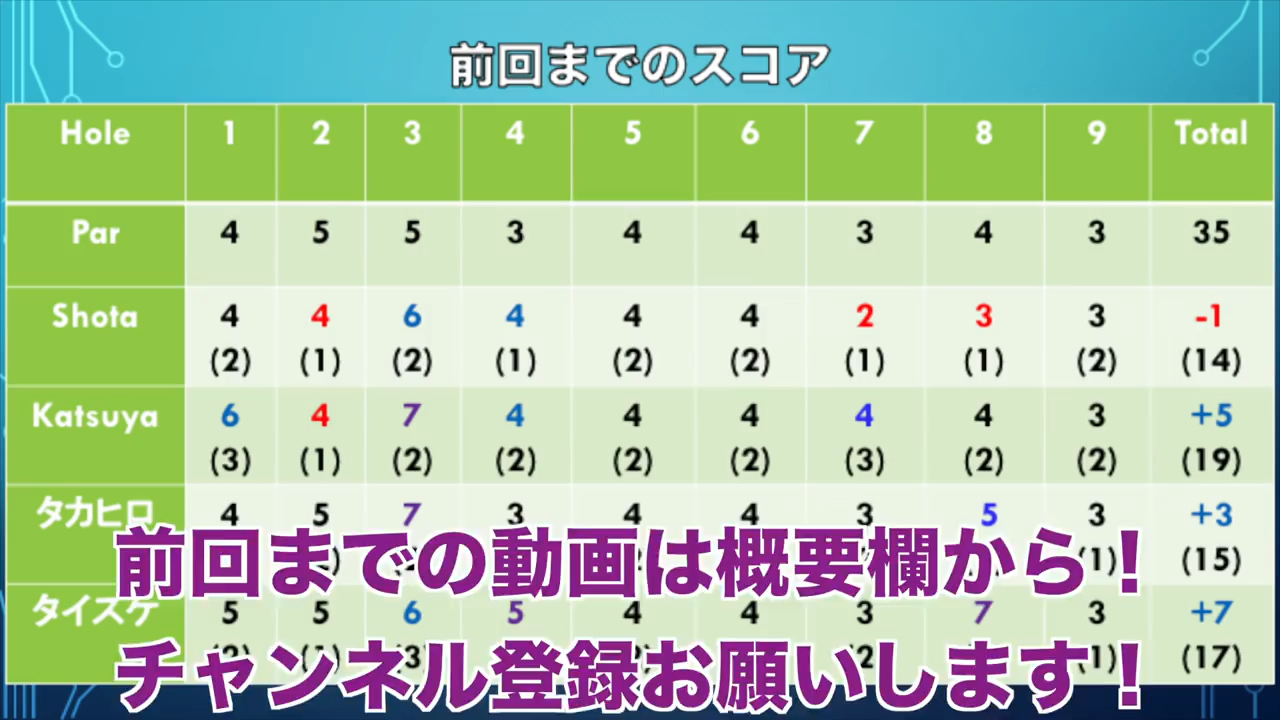 前回までのスコア
Hole 1 2 3 4 5 6 7 8 9 Total
Par 4 5 5 3 4 4 3 4 3 35
Shota 4 4 6 4 4 4 2 3 3 -1
(2) (1) (2) (1) (2) (2) (1) (1) (2) (14)
Katsuya 6 4 7 4 4 4 4 4 3 +5
(3) (1) (2) (2) (2) (2) (3) (2) (2) (19)
タカヒロ 4 5 7 3 4 4 3 5 3 +3
(1) (15)
前回までの動画は概要欄から！
タイスケ 5 5 6 5 4 4 3 7 3 +7
(1) (17)
チャンネル登録お願いします！